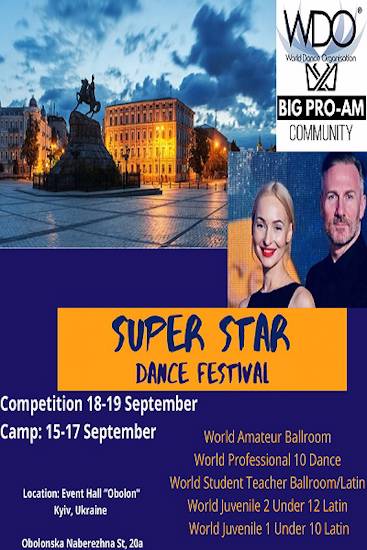 WDO®
World Dance Organisation
BIG PRO-AM
COMMUNITY
SUPER STAR
DANCE FESTIVAL
Competition 18-19 September
Camp: 15-17 September
World Amateur Ballroom
World Professional 10 Dance
World Student Teacher Ballroom/Latin
World Juvenile 2 Under 12 Latin
World Juvenile 1 Under 10 Latin
Location: Event Hall "Obolon"
Kyiv, Ukraine
Obolonska Naberezhna St, 20a